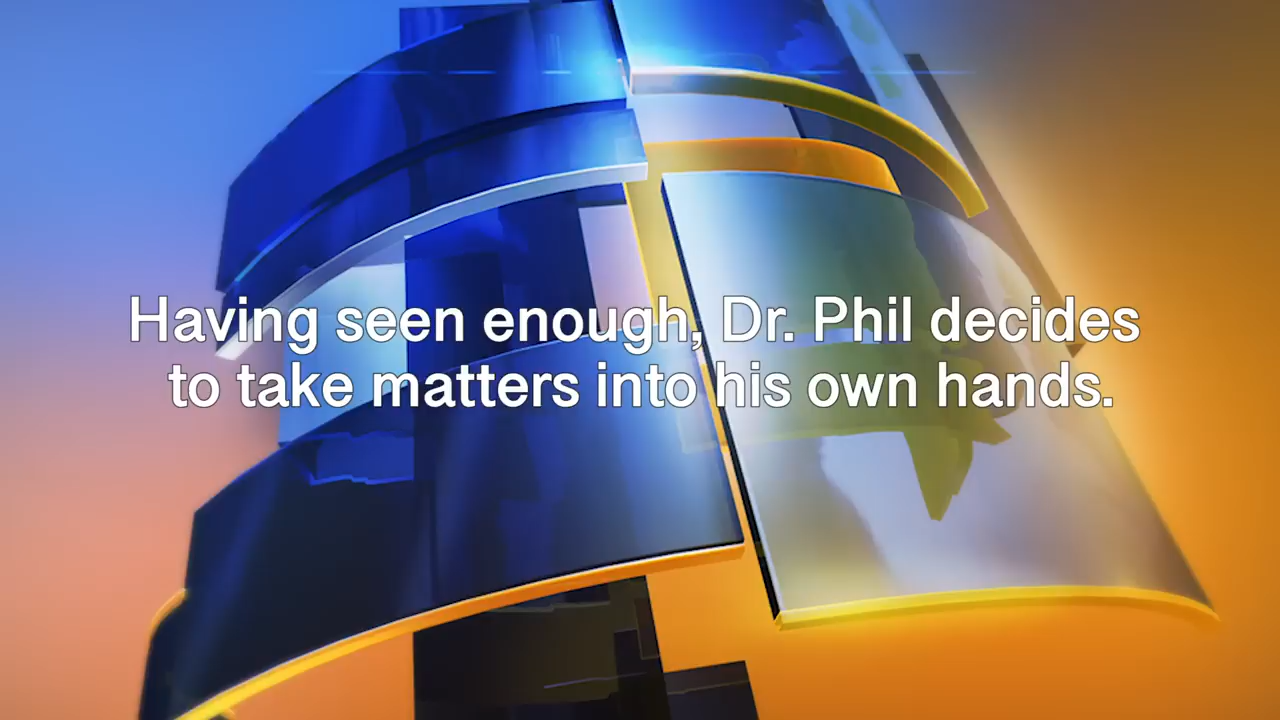 Having seen enough, Dr. Phil decides
to take matters into his own hands.